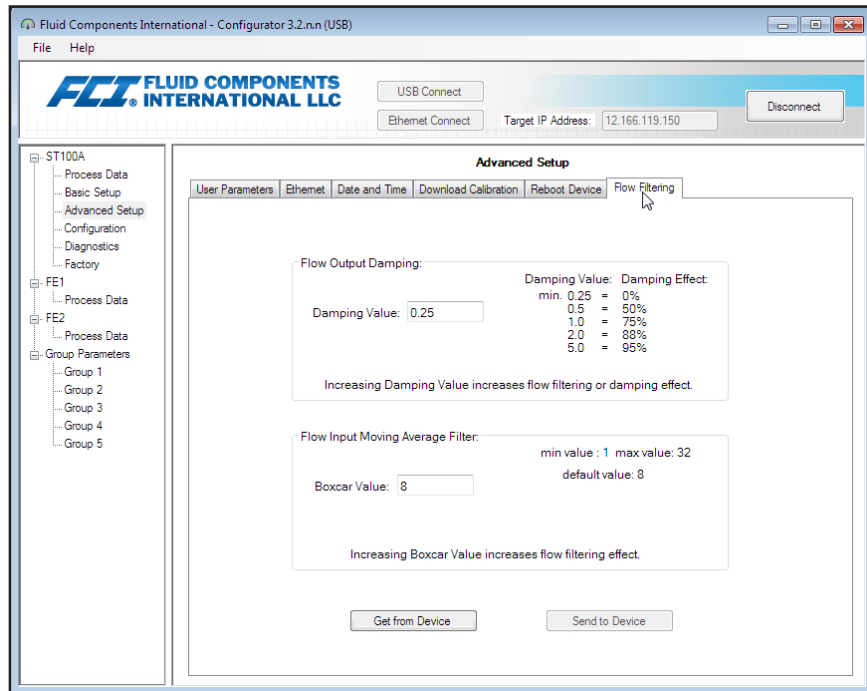 Fluid Components International - Configurator 3.2.n.n (USB)
File Help
FCI ® FLUID COMPONENTS
INTERNATIONAL LLC
USB Connect
Ethernet Connect
Target IP Address: 12.166.119.150
Disconnect
ST100A
Process Data
Basic Setup
Advanced Setup
Configuration
Diagnostics
Factory
FE1
Process Data
FE2
Process Data
Group Parameters
Group 1
Group 2
Group 3
Group 4
Group 5
Advanced Setup
User Parameters Ethernet Date and Time Download Calibration Reboot Device Flow Filtering
Flow Output Damping:
Damping Value: 0.25
Damping Value: Damping Effect:
min. 0.25 = 0%
0.5 = 50%
1.0 = 75%
2.0 = 88%
5.0 = 95%
Increasing Damping Value increases flow filtering or damping effect.
Flow Input Moving Average Filter:
min value : 1 max value: 32
default value: 8
Boxcar Value: 8
Increasing Boxcar Value increases flow filtering effect.
Get from Device
Send to Device